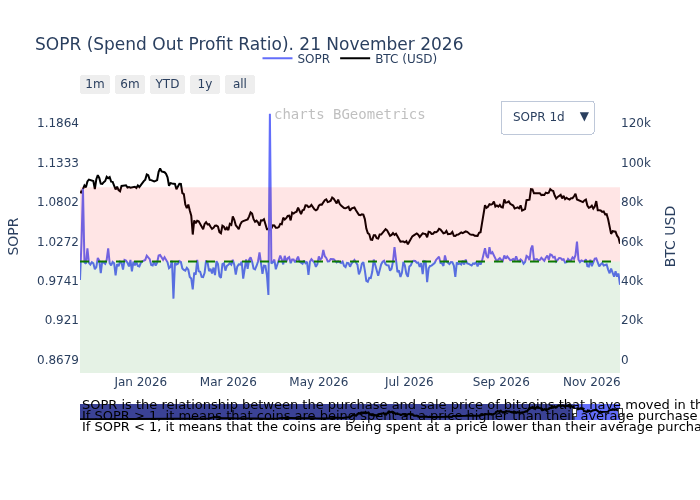 SOPR (Spend Out Profit Ratio). 21 November 2026
SOPR BTC (USD)
1m 6m YTD 1y all
charts BGeometrics
SOPR 1d ▼
1.1864
1.1333
1.0802
1.0272
0.9741
0.921
0.8679
SOPR
120k
100k
80k
60k
40k
20k
0
BTC USD
Jan 2026 Mar 2026 May 2026 Jul 2026 Sep 2026 Nov 2026
SOPR is the relationship between the purchase and sale price of bitcoins that have moved in th
If SOPR > 1, it means that coins are being spent at a price higher than their average purchase
If SOPR < 1, it means that the coins are being spent at a price lower than their average purcha